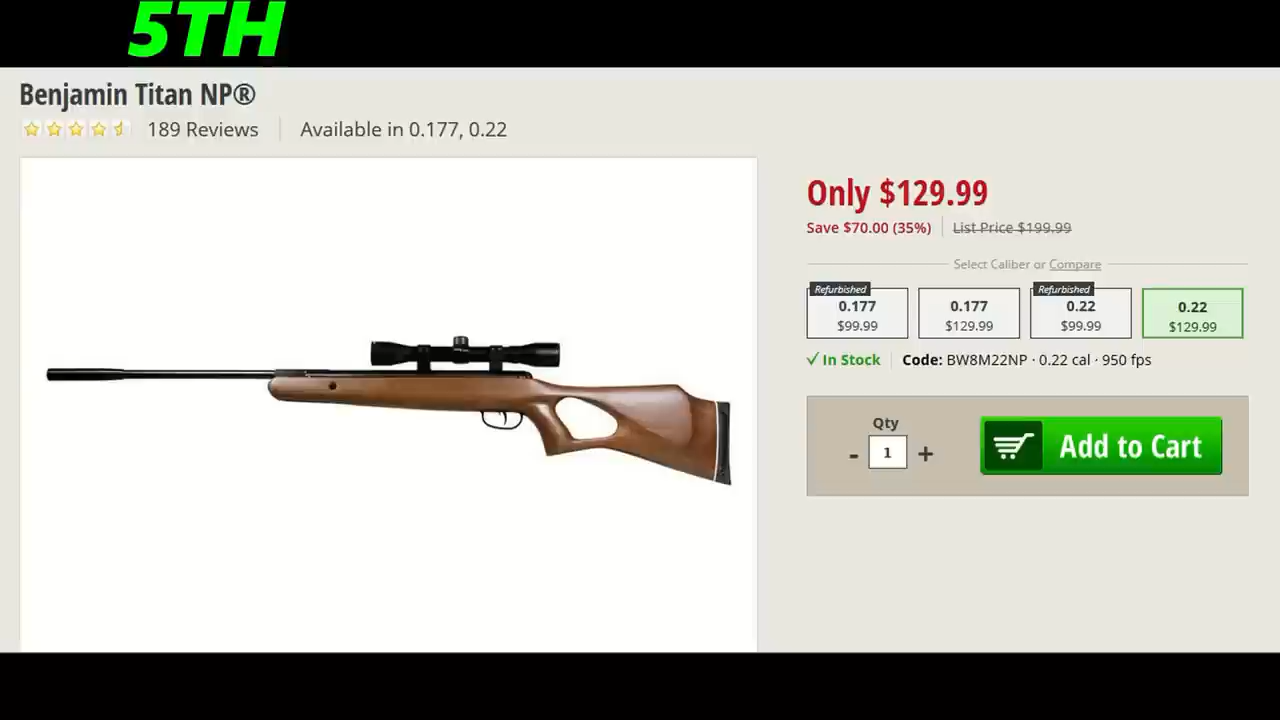 5TH
Benjamin Titan NP®
189 Reviews
Available in 0.177, 0.22
Only $129.99
Save $70.00 (35%)
List Price $199.99
Select Caliber or Compare
Refurbished
0.177
$99.99
0.177
$129.99
Refurbished
0.22
$99.99
0.22
$129.99
In Stock
Code: BW8M22NP · 0.22 cal · 950 fps
Qty
- 1 +
Add to Cart